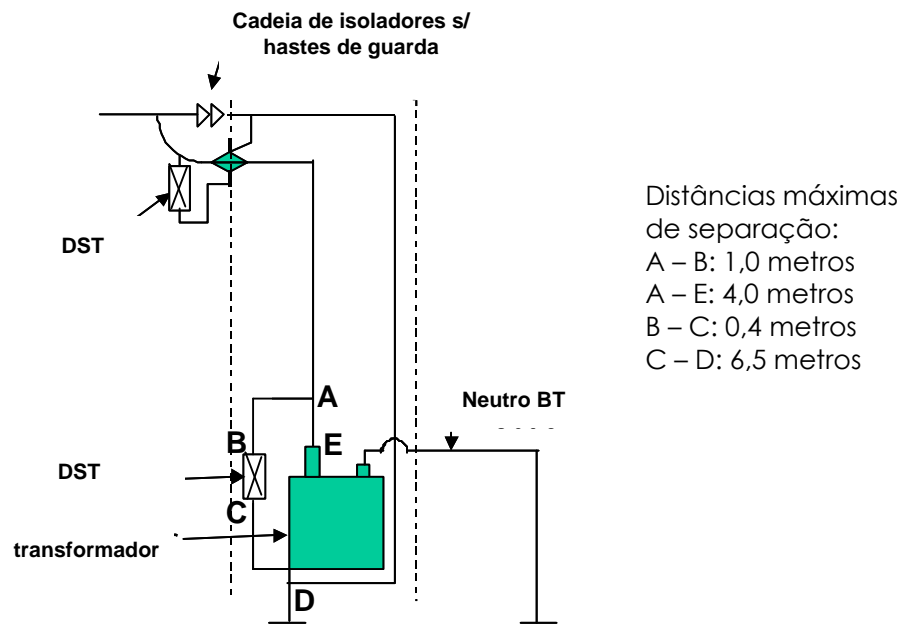 Cadeia de isoladores s/
hastes de guarda
DST
Distâncias máximas
de separação:
A – B: 1,0 metros
A – E: 4,0 metros
B – C: 0,4 metros
C – D: 6,5 metros
A
Neutro BT
B
E
DST
C
transformador
D